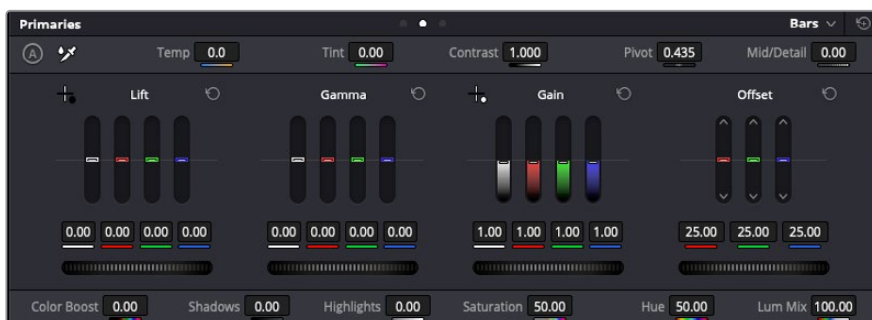 Primaries Bars
A Temp 0.0 Tint 0.00 Contrast 1.000 Pivot 0.435 Mid/Detail 0.00
Lift Gamma Gain Offset
0.00 0.00 0.00 0.00 0.00 0.00 0.00 0.00 1.00 1.00 1.00 1.00 25.00 25.00 25.00
Color Boost 0.00 Shadows 0.00 Highlights 0.00 Saturation 50.00 Hue 50.00 Lum Mix 100.00